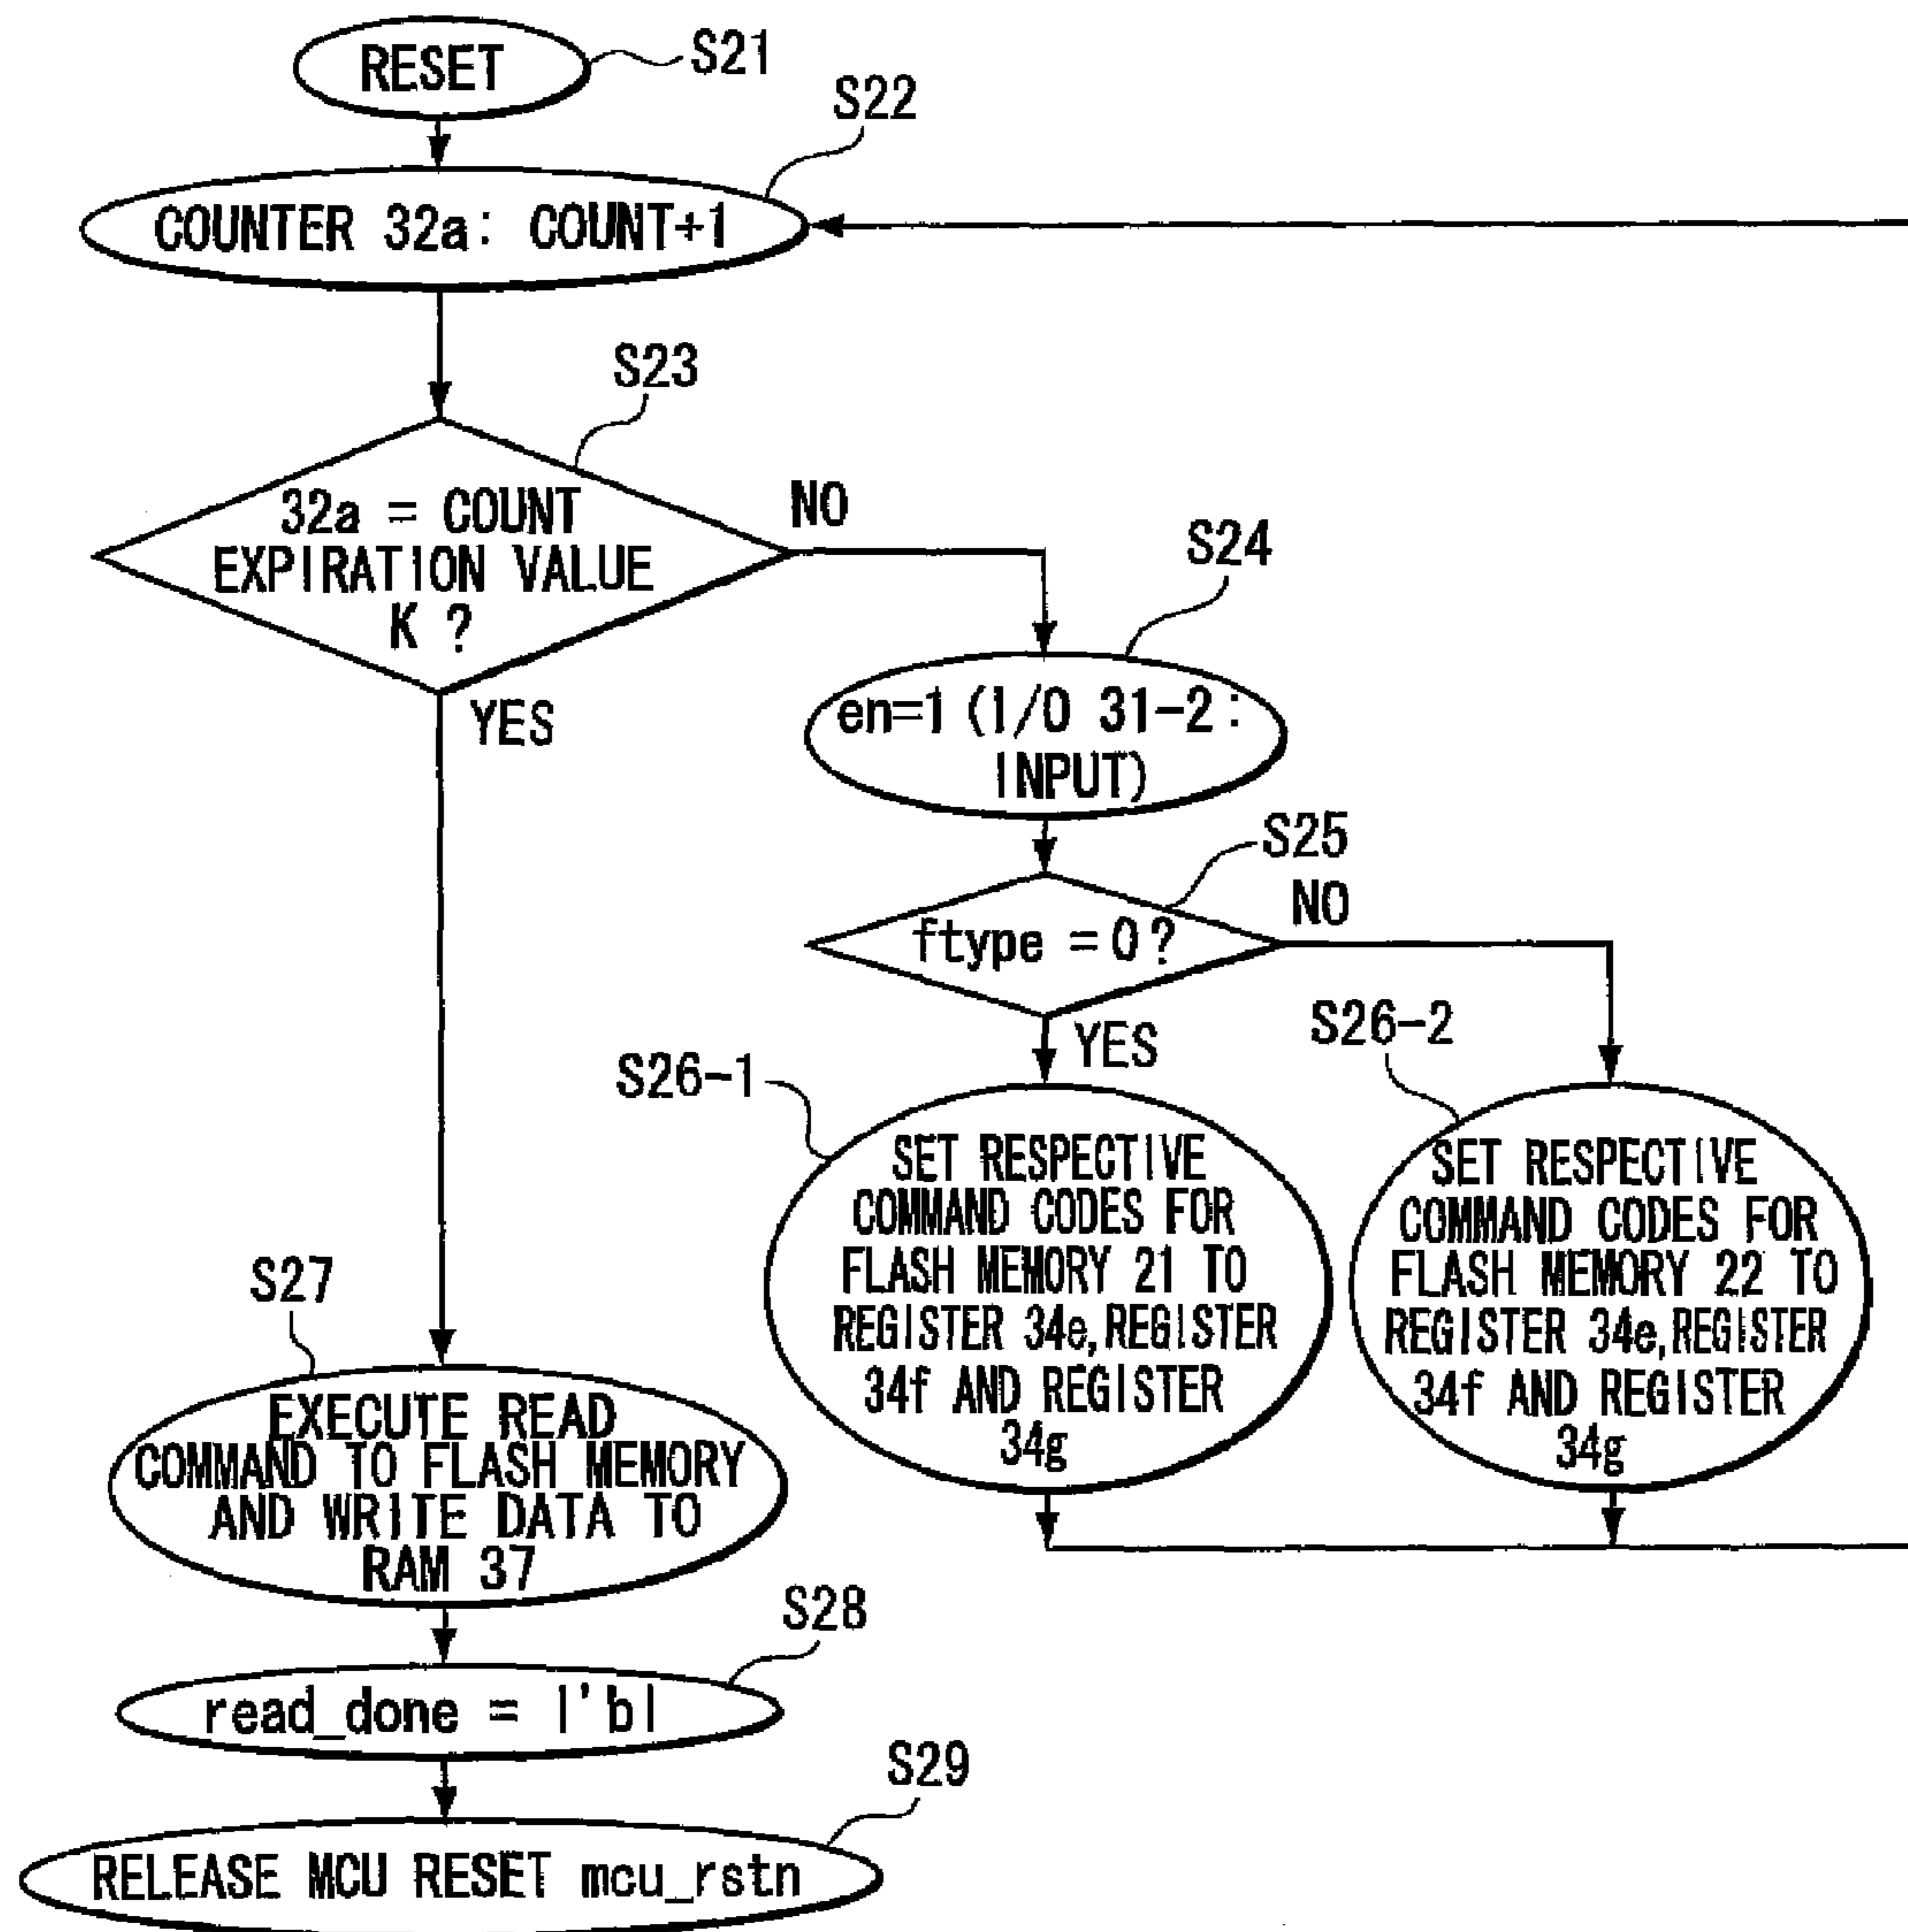 RESET
S21
S22
COUNTER 32a: COUNT+1
S23
32a = COUNT
EXPIRATION VALUE
K ?
NO
YES
S24
en=1 (I/O 31-2:
INPUT)
S25
ftype = 0?
NO
YES
S26-1
S26-2
SET RESPECTIVE
COMMAND CODES FOR
FLASH MEMORY 21 TO
REGISTER 34e, REGISTER
34f AND REGISTER
34g
SET RESPECTIVE
COMMAND CODES FOR
FLASH MEMORY 22 TO
REGISTER 34e, REGISTER
34f AND REGISTER
34g
S27
EXECUTE READ
COMMAND TO FLASH MEMORY
AND WRITE DATA TO
RAM 37
S28
read_done = |'b|
S29
RELEASE MCU RESET mcu_rstn